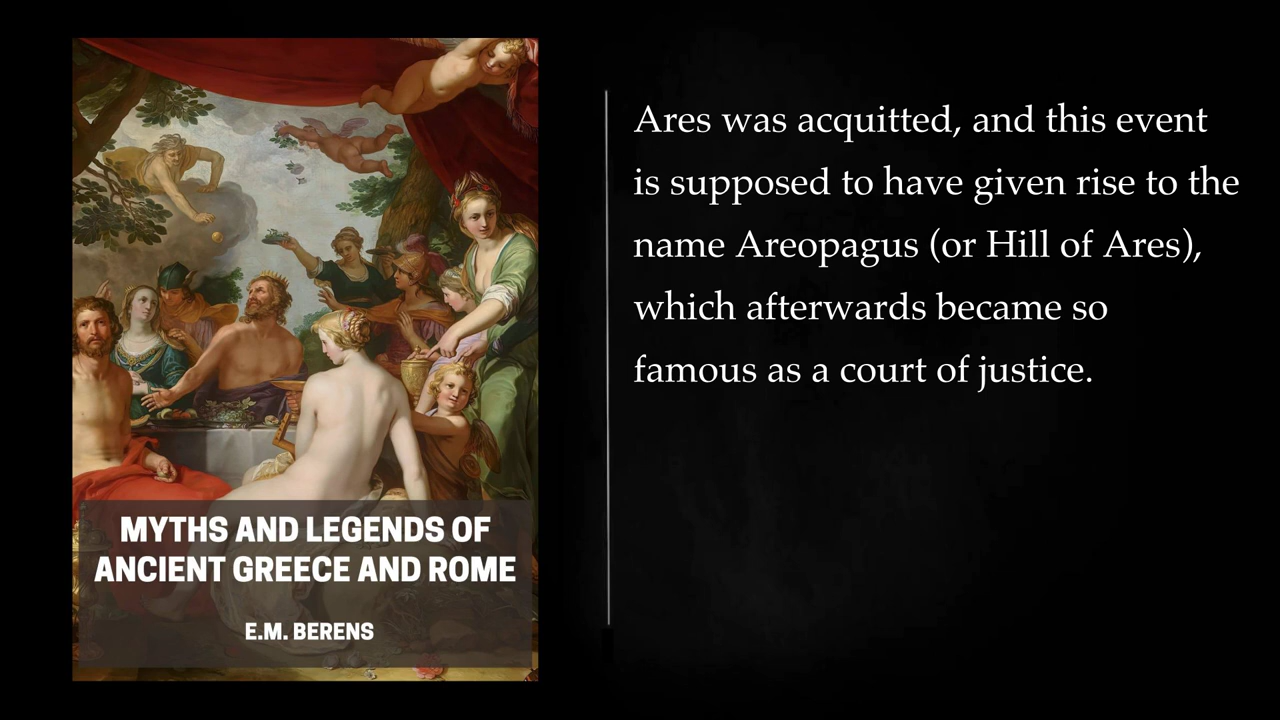 MYTHS AND LEGENDS OF
ANCIENT GREECE AND ROME
E.M. BERENS
Ares was acquitted, and this event
is supposed to have given rise to the
name Areopagus (or Hill of Ares),
which afterwards became so
famous as a court of justice.